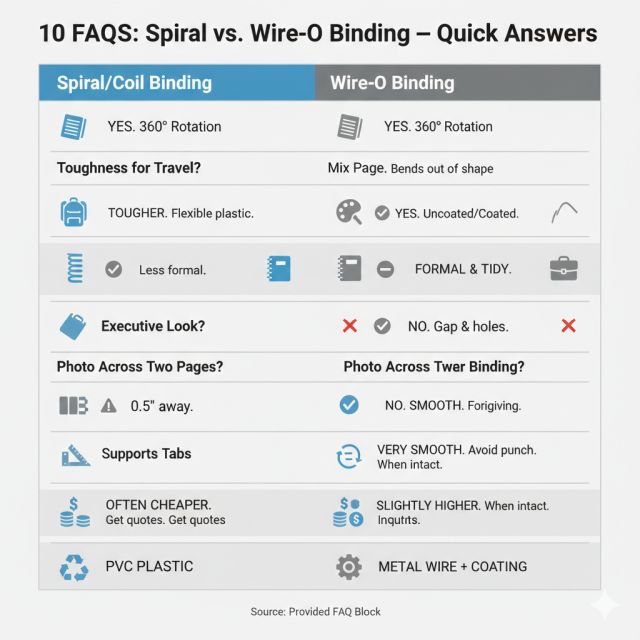 10 FAQS: Spiral vs. Wire-O Binding – Quick Answers
Spiral/Coil Binding Wire-O Binding
YES. 360° Rotation YES. 360° Rotation
Toughness for Travel? Mix Page. Bends out of shape
TOUGHER. Flexible plastic. YES. Uncoated/Coated.
Less formal. FORMAL & TIDY.
Executive Look? NO. Gap & holes.
Photo Across Two Pages? Photo Across Twer Binding?
0.5" away. NO. SMOOTH. Forigiving.
Supports Tabs VERY SMOOTH. Avoid punch.
When intact.
OFTEN CHEAPER. SLIGHTLY HIGHER. When intact.
Get quotes. Get quotes Inqutits.
PVC PLASTIC METAL WIRE + COATING
Source: Provided FAQ Block